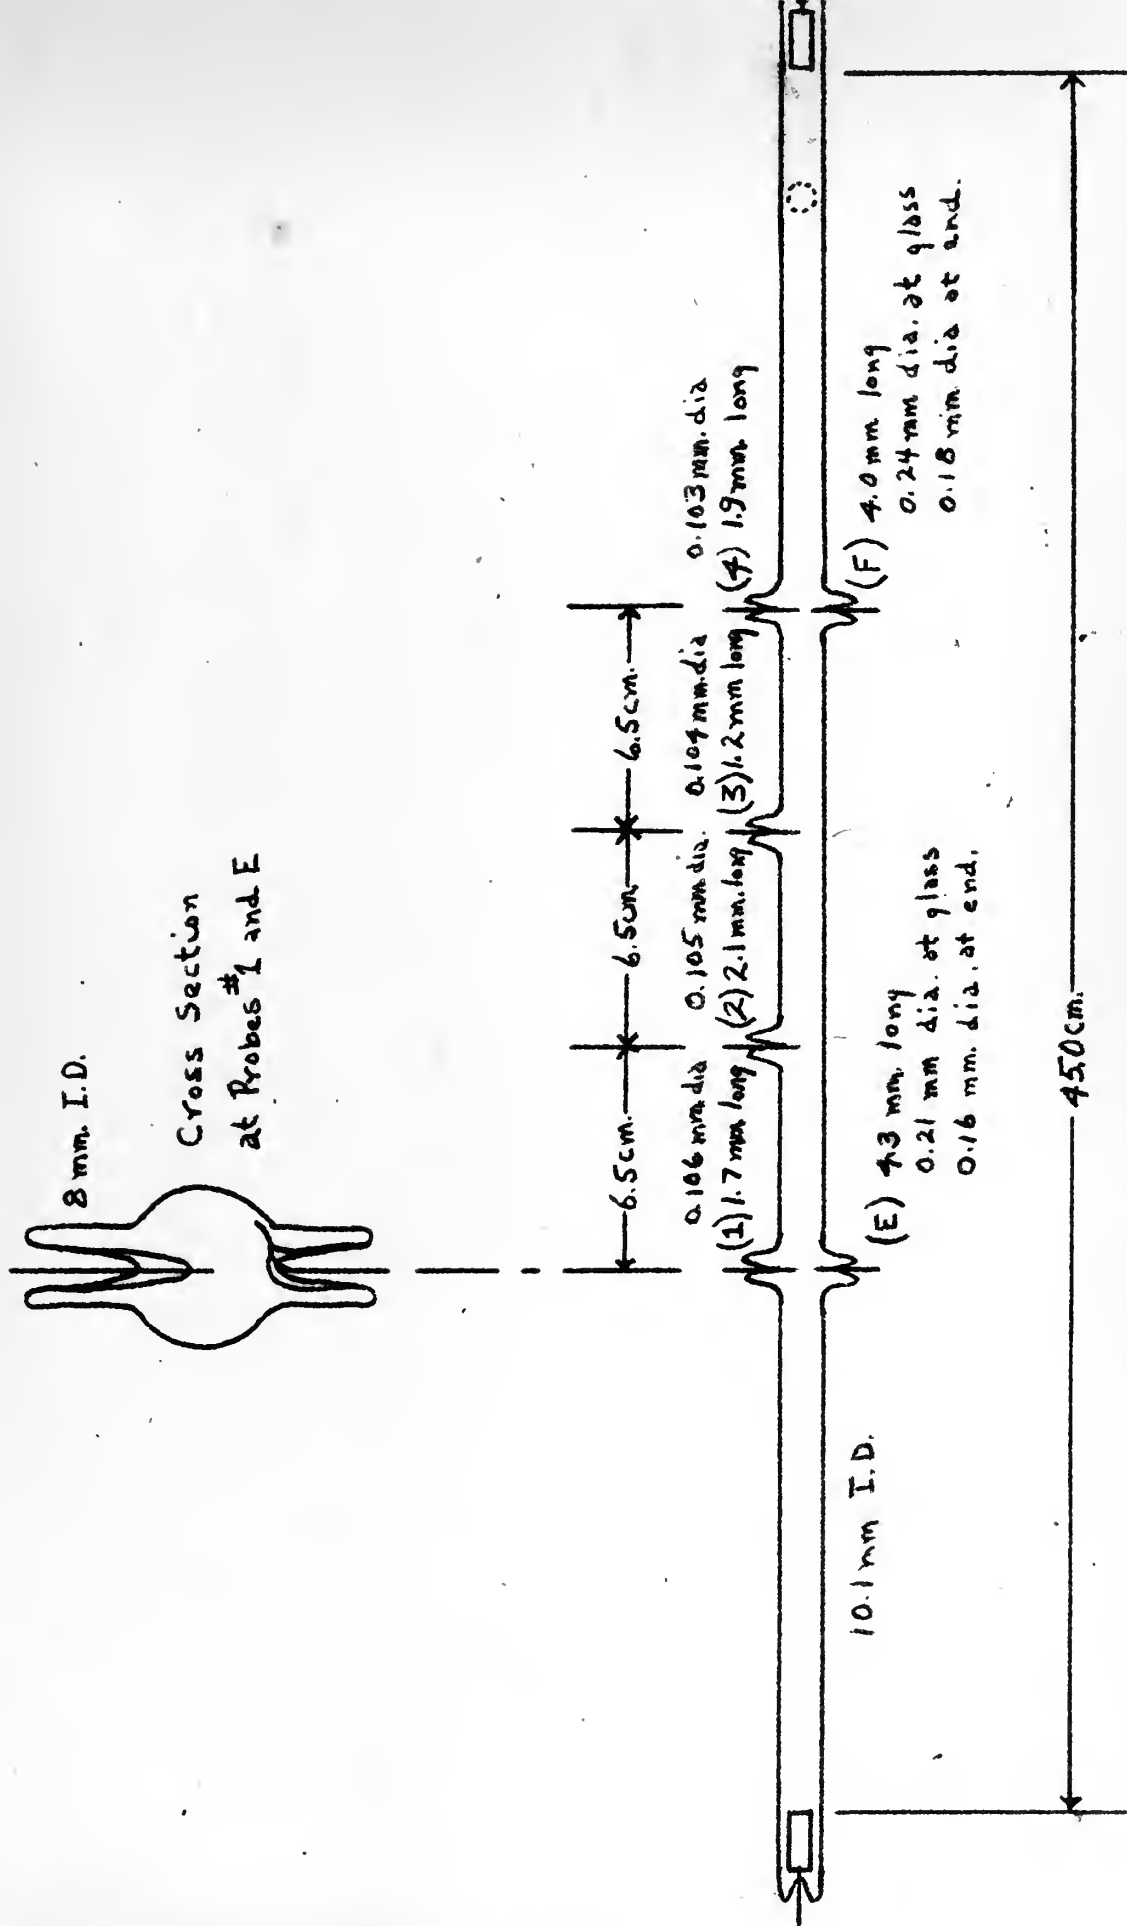 8 mm. I.D.
Cross Section
at Probes #1 and E
6.5cm.
6.5cm
6.5cm.
0.106 mm. dia
(1) 1.7 mm long
0.105 mm dia.
(2) 2.1 mm. long
0.104 mm. dia
(3) 1.2 mm long
0.103 mm. dia
(4) 1.9 mm. long
(E) 4.3 mm. long
0.21 mm dia. at glass
0.16 mm. dia. at end.
(F) 4.0 mm long
0.24 mm dia. at glass
0.18 mm dia at end.
10.1 mm I.D.
45.0 cm.